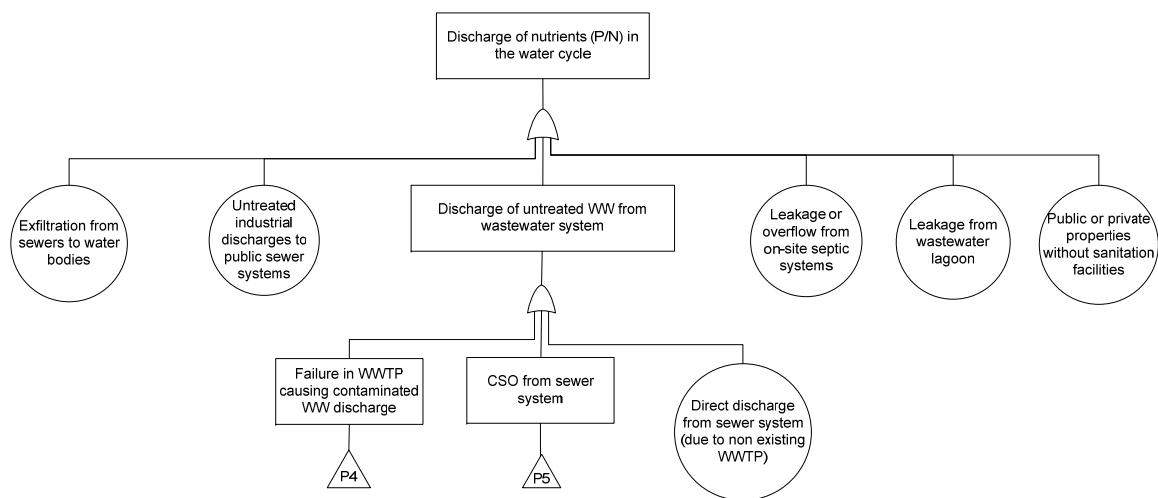 Discharge of nutrients (P/N) in
the water cycle
Exfiltration from
sewers to water
bodies
Untreated
industrial
discharges to
public sewer
systems
Discharge of untreated WW from
wastewater system
Leakage or
overflow from
on-site septic
systems
Leakage from
wastewater
lagoon
Public or private
properties
without sanitation
facilities
Failure in WWTP
causing contaminated
WW discharge
CSO from sewer
system
Direct discharge
from sewer system
(due to non existing
WWTP)
P4
P5